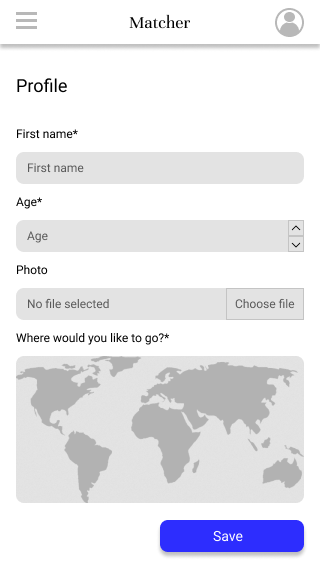 Matcher
Profile
First name*
First name
Age*
Age
Photo
No file selected
Choose file
Where would you like to go?*
Save